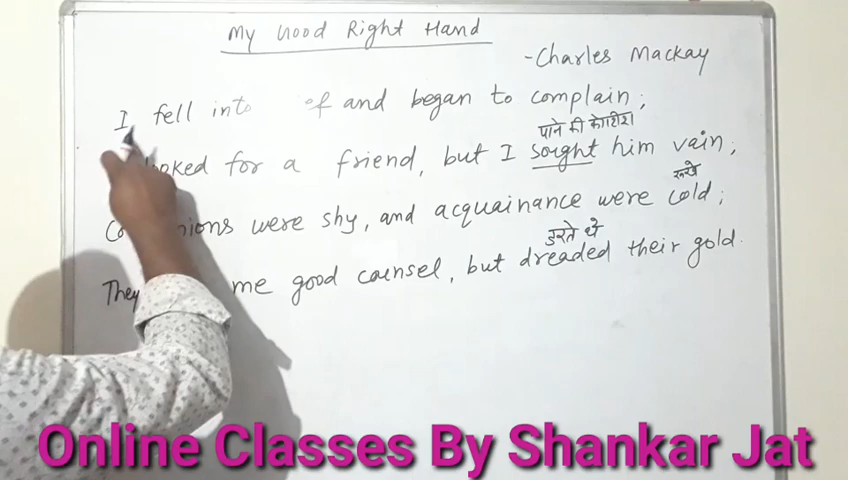 My Good Right Hand
-Charles Mackay
I fell into of and began to complain;
पाने की कोशिश
for a friend, but I sought him vain;
रूखे
were shy, and acquainance were cold;
डरते थे
They me good counsel, but dreaded their gold.
Online Classes By Shankar Jat